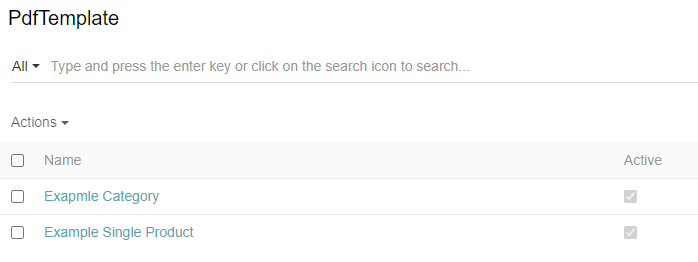 PdfTemplate
All Type and press the enter key or click on the search icon to search...
Actions
Name Active
Exapmle Category
Example Single Product